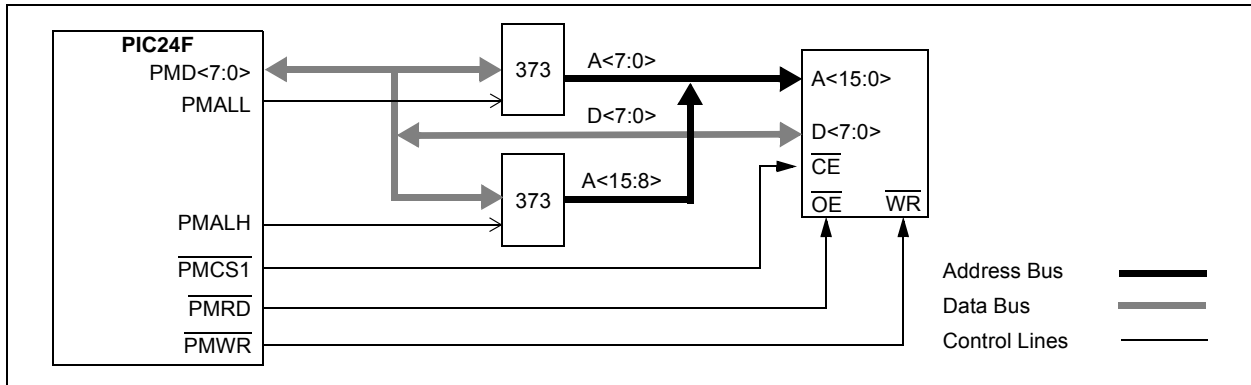 PIC24F
PMD<7:0>
PMALL
PMALH
PMCS1
PMRD
PMWR
373
373
A<7:0>
D<7:0>
A<15:8>
A<15:0>
D<7:0>
CE
OE WR
Address Bus
Data Bus
Control Lines